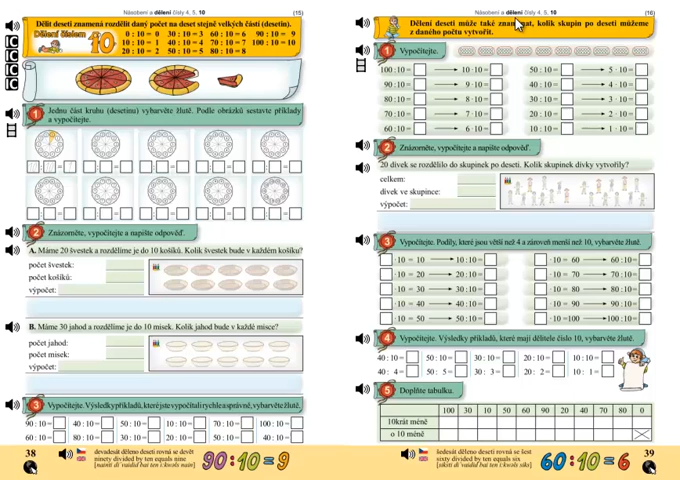 Násobení a dělení čísly 4, 5, 10
(15)
Dělit deseti znamená rozdělit daný počet na deset stejně velkých částí (desetin).
Dělení číslem 10
0 : 10 = 0 30 : 10 = 3 60 : 10 = 6 90 : 10 = 9
10 : 10 = 1 40 : 10 = 4 70 : 10 = 7 100 : 10 = 10
20 : 10 = 2 50 : 10 = 5 80 : 10 = 8
1 Jednu část kruhu (desetinu) vybarvěte žlutě. Podle obrázků sestavte příklady
a vypočítejte.
2 Znázorněte, vypočítejte a napište odpověď.
A. Máme 20 švestek a rozdělíme je do 10 košíků. Kolik švestek bude v každém košíku?
počet švestek:
počet košíků:
výpočet:
B. Máme 30 jahod a rozdělíme je do 10 misek. Kolik jahod bude v každé misce?
počet jahod:
počet misek:
výpočet:
3 Vypočítejte. Výsledky příkladů, které jste vypočítali rychle a správně, vybarvěte žlutě.
90 : 10 = 40 : 10 = 30 : 10 = 10 : 10 = 70 : 10 = 100 : 10 =
60 : 10 = 80 : 10 = 50 : 10 = 20 : 10 = 50 : 10 = 40 : 10 =
38
devadesát děleno deseti rovná se devět
ninety divided by ten equals nine
90 : 10 = 9
Násobení a dělení čísly 4, 5, 10
(16)
Dělení deseti může také znamenat, kolik skupin po deseti můžeme
z daného počtu vytvořit.
1 Vypočítejte.
100 : 10 = 10 · 10 = 50 : 10 = 5 · 10 =
90 : 10 = 9 · 10 = 40 : 10 = 4 · 10 =
80 : 10 = 8 · 10 = 30 : 10 = 3 · 10 =
70 : 10 = 7 · 10 = 20 : 10 = 2 · 10 =
60 : 10 = 6 · 10 = 10 : 10 = 1 · 10 =
2 Znázorněte, vypočítejte a napište odpověď.
20 dívek se rozdělilo do skupinek po deseti. Kolik skupinek dívky vytvořily?
celkem:
dívek ve skupince:
výpočet:
3 Vypočítejte. Podíly, které jsou větší než 4 a zároveň menší než 10, vybarvěte žlutě.
· 10 = 10 10 : 10 = · 10 = 60 60 : 10 =
· 10 = 20 20 : 10 = · 10 = 70 70 : 10 =
· 10 = 30 30 : 10 = · 10 = 80 80 : 10 =
· 10 = 40 40 : 10 = · 10 = 90 90 : 10 =
· 10 = 50 50 : 10 = · 10 =100 100 : 10 =
4 Vypočítejte. Výsledky příkladů, které mají dělitele číslo 10, vybarvěte žlutě.
40 : 10 = 50 : 10 = 30 : 10 = 20 : 10 = 10 : 10 =
40 : 4 = 50 : 5 = 30 : 3 = 20 : 2 = 10 : 1 =
5 Doplňte tabulku.
100 30 10 50 60 90 20 40 70 80 0
10krát méně
o 10 méně
šedesát děleno deseti rovná se šest
sixty divided by ten equals six
60 : 10 = 6
39